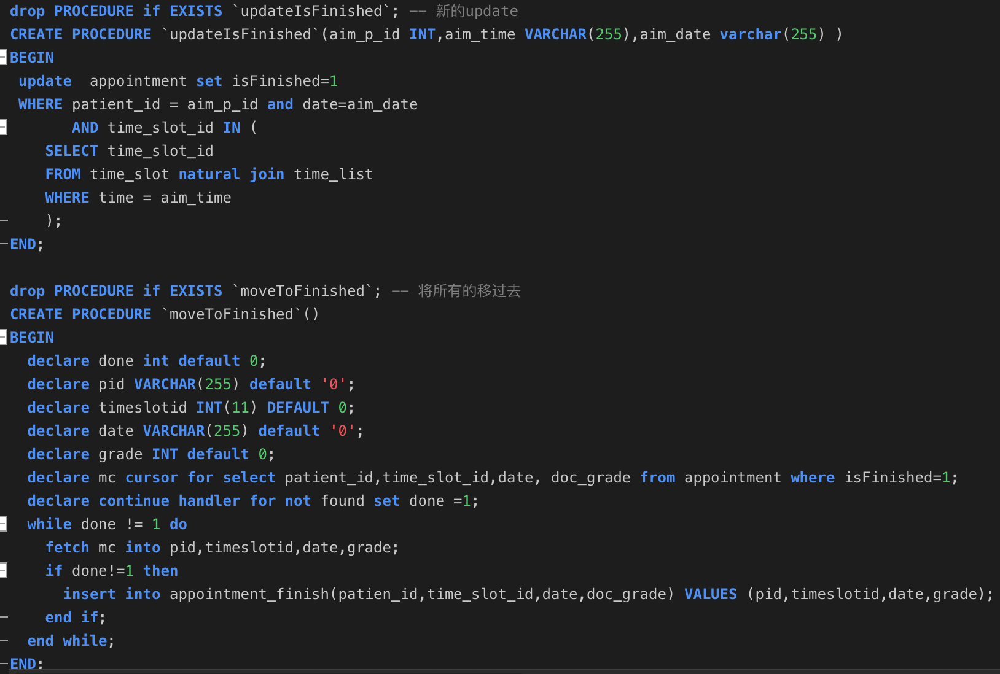 drop PROCEDURE if EXISTS `updateIsFinished`; -- 新的update
CREATE PROCEDURE `updateIsFinished`(aim_p_id INT,aim_time VARCHAR(255),aim_date varchar(255) )
BEGIN
 update  appointment set isFinished=1
 WHERE patient_id = aim_p_id and date=aim_date
       AND time_slot_id IN (
    SELECT time_slot_id
    FROM time_slot natural join time_list
    WHERE time = aim_time
    );
END;

drop PROCEDURE if EXISTS `moveToFinished`; -- 将所有的移过去
CREATE PROCEDURE `moveToFinished`()
BEGIN
  declare done int default 0;
  declare pid VARCHAR(255) default '0';
  declare timeslotid INT(11) DEFAULT 0;
  declare date VARCHAR(255) default '0';
  declare grade INT default 0;
  declare mc cursor for select patient_id,time_slot_id,date, doc_grade from appointment where isFinished=1;
  declare continue handler for not found set done =1;
  while done != 1 do
    fetch mc into pid,timeslotid,date,grade;
    if done!=1 then
      insert into appointment_finish(patien_id,time_slot_id,date,doc_grade) VALUES (pid,timeslotid,date,grade);
    end if;
  end while;
END;